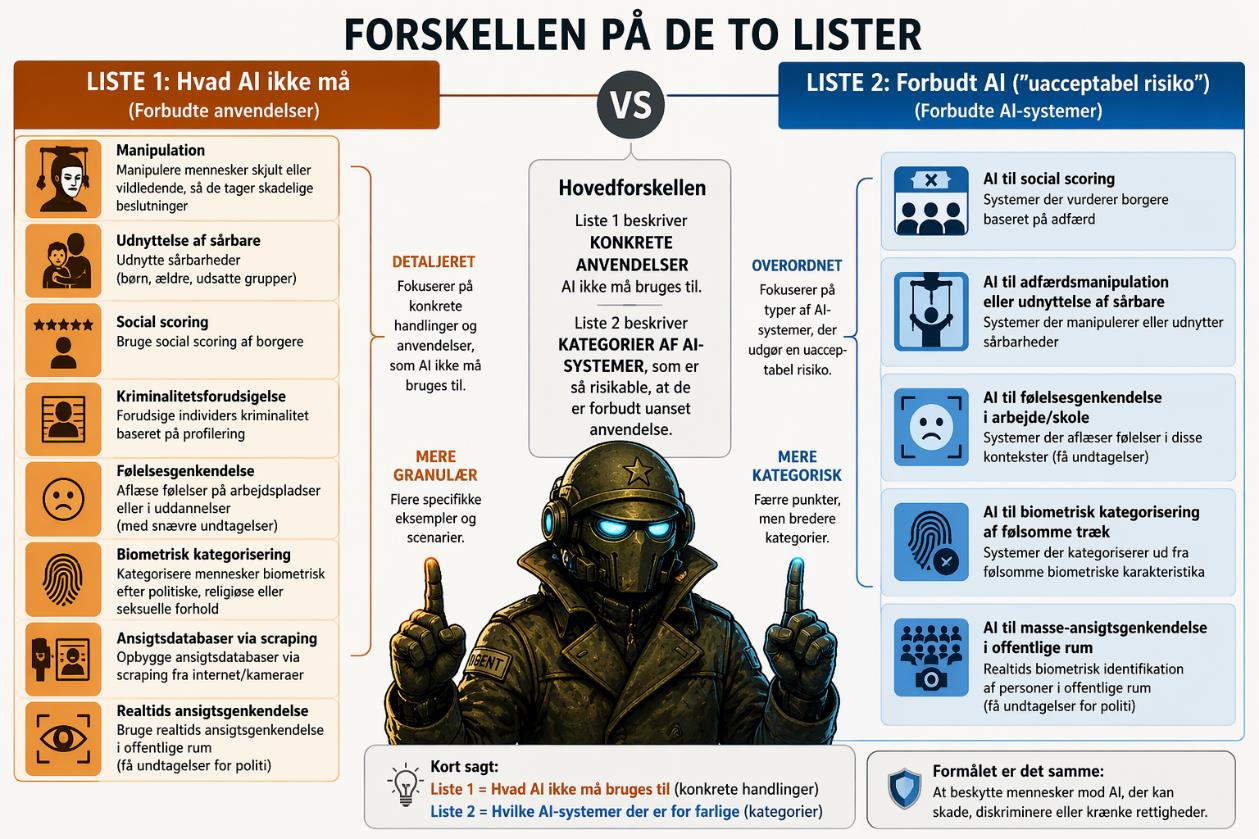 FORSKELLEN PÅ DE TO LISTER
LISTE 1: Hvad AI ikke må
(Forbudte anvendelser)
Manipulation
Manipulere mennesker skjult eller
vildledende, så de tager skadelige
beslutninger
Udnyttelse af sårbare
Udnytte sårbarheder
(børn, ældre, udsatte grupper)
Social scoring
Bruge social scoring af borgere
Kriminalitetsforudsigelse
Forudsige individers kriminalitet
baseret på profilering
Følelsesgenkendelse
Aflæse følelser på arbejdspladser
eller i uddannelser
(med snævre undtagelser)
Biometrisk kategorisering
Kategorisere mennesker biometrisk
efter politiske, religiøse eller
seksuelle forhold
Ansigtsdatabaser via scraping
Opbygge ansigtsdatabaser via
scraping fra internet/kameraer
Realtids ansigtsgenkendelse
Bruge realtids ansigtsgenkendelse
i offentlige rum
(få undtagelser for politi)
DETALJERET
Fokuserer på
konkrete
handlinger og
anvendelser,
som AI ikke må
bruges til.
MERE
GRANULÆR
Flere specifikke
eksempler og
scenarier.
VS
Hovedforskellen
Liste 1 beskriver
KONKRETE
ANVENDELSER
AI ikke må bruges til.
Liste 2 beskriver
KATEGORIER AF AI-
SYSTEMER, som er
så risikable, at de
er forbudt uanset
anvendelse.
OVERORDNET
Fokuserer på
typer af AI-
systemer, der
udgør en uaccep-
tabel risiko.
MERE
KATEGORISK
Færre punkter,
men bredere
kategorier.
LISTE 2: Forbudt AI (”uacceptabel risiko”)
(Forbudte AI-systemer)
AI til social scoring
Systemer der vurderer borgere
baseret på adfærd
AI til adfærdsmanipulation
eller udnyttelse af sårbare
Systemer der manipulerer eller udnytter
sårbarheder
AI til følelsesgenkendelse
i arbejde/skole
Systemer der aflæser følelser i disse
kontekster (få undtagelser)
AI til biometrisk kategorisering
af følsomme træk
Systemer der kategoriserer ud fra
følsomme biometriske karakteristika
AI til masse-ansigtsgenkendelse
i offentlige rum
Realtids biometrisk identifikation
af personer i offentlige rum
(få undtagelser for politi)
Kort sagt:
Liste 1 = Hvad AI ikke må bruges til (konkrete handlinger)
Liste 2 = Hvilke AI-systemer der er for farlige (kategorier)
Formålet er det samme:
At beskytte mennesker mod AI, der kan
skade, diskriminere eller krænke rettigheder.